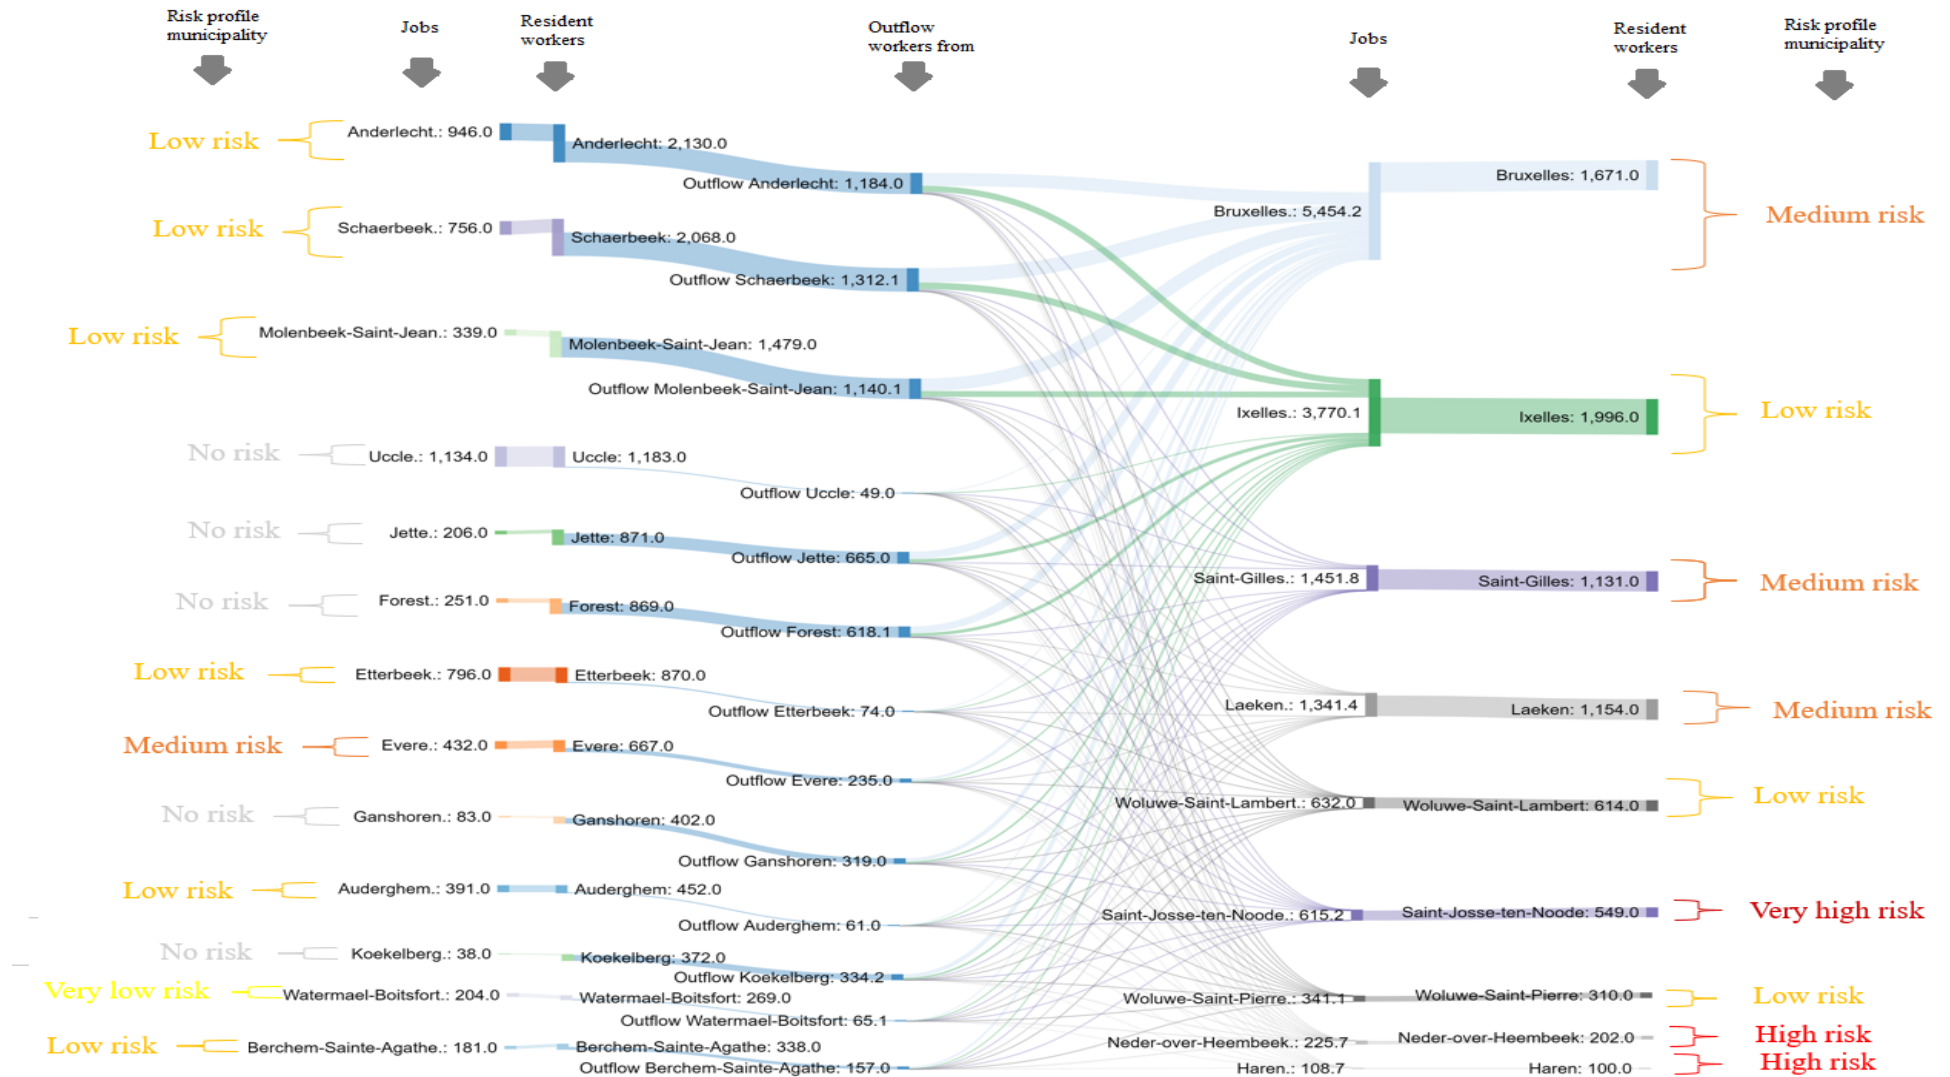 Risk profile
municipality
Jobs
Resident
workers
Outflow
workers from
Jobs
Resident
workers
Risk profile
municipality
Low risk
Anderlecht.: 946.0
Anderlecht: 2,130.0
Outflow Anderlecht: 1,184.0
Low risk
Schaerbeek.: 756.0
Schaerbeek: 2,068.0
Outflow Schaerbeek: 1,312.1
Low risk
Molenbeek-Saint-Jean.: 339.0
Molenbeek-Saint-Jean: 1,479.0
Outflow Molenbeek-Saint-Jean: 1,140.1
No risk
Uccle.: 1,134.0
Uccle: 1,183.0
Outflow Uccle: 49.0
No risk
Jette.: 206.0
Jette: 871.0
Outflow Jette: 665.0
No risk
Forest.: 251.0
Forest: 869.0
Outflow Forest: 618.1
Low risk
Etterbeek.: 796.0
Etterbeek: 870.0
Outflow Etterbeek: 74.0
Medium risk
Evere.: 432.0
Evere: 667.0
Outflow Evere: 235.0
No risk
Ganshoren.: 83.0
Ganshoren: 402.0
Outflow Ganshoren: 319.0
Low risk
Auderghem.: 391.0
Auderghem: 452.0
Outflow Auderghem: 61.0
No risk
Koekelberg.: 38.0
Koekelberg: 372.0
Outflow Koekelberg: 334.2
Very low risk
Watermael-Boitsfort.: 204.0
Watermael-Boitsfort: 269.0
Outflow Watermael-Boitsfort: 65.1
Low risk
Berchem-Sainte-Agathe.: 181.0
Berchem-Sainte-Agathe: 338.0
Outflow Berchem-Sainte-Agathe: 157.0
Bruxelles.: 5,454.2
Bruxelles: 1,671.0
Medium risk
Ixelles.: 3,770.1
Ixelles: 1,996.0
Low risk
Saint-Gilles.: 1,451.8
Saint-Gilles: 1,131.0
Medium risk
Laeken.: 1,341.4
Laeken: 1,154.0
Medium risk
Woluwe-Saint-Lambert.: 632.0
Woluwe-Saint-Lambert: 614.0
Low risk
Saint-Josse-ten-Noode.: 615.2
Saint-Josse-ten-Noode: 549.0
Very high risk
Woluwe-Saint-Pierre.: 341.1
Woluwe-Saint-Pierre: 310.0
Low risk
Neder-over-Heembeek.: 225.7
Neder-over-Heembeek: 202.0
High risk
Haren.: 108.7
Haren: 100.0
High risk